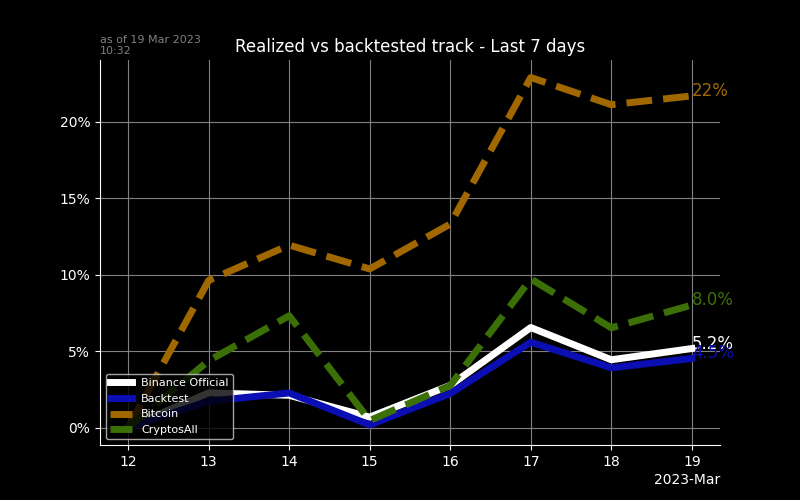 as of 19 Mar 2023
10:32
Realized vs backtested track - Last 7 days
22%
20%
15%
10%
8.0%
5.2%
4.5%
5%
Binance Official
Backtest
Bitcoin
CryptosAll
0%
12 13 14 15 16 17 18 19
2023-Mar